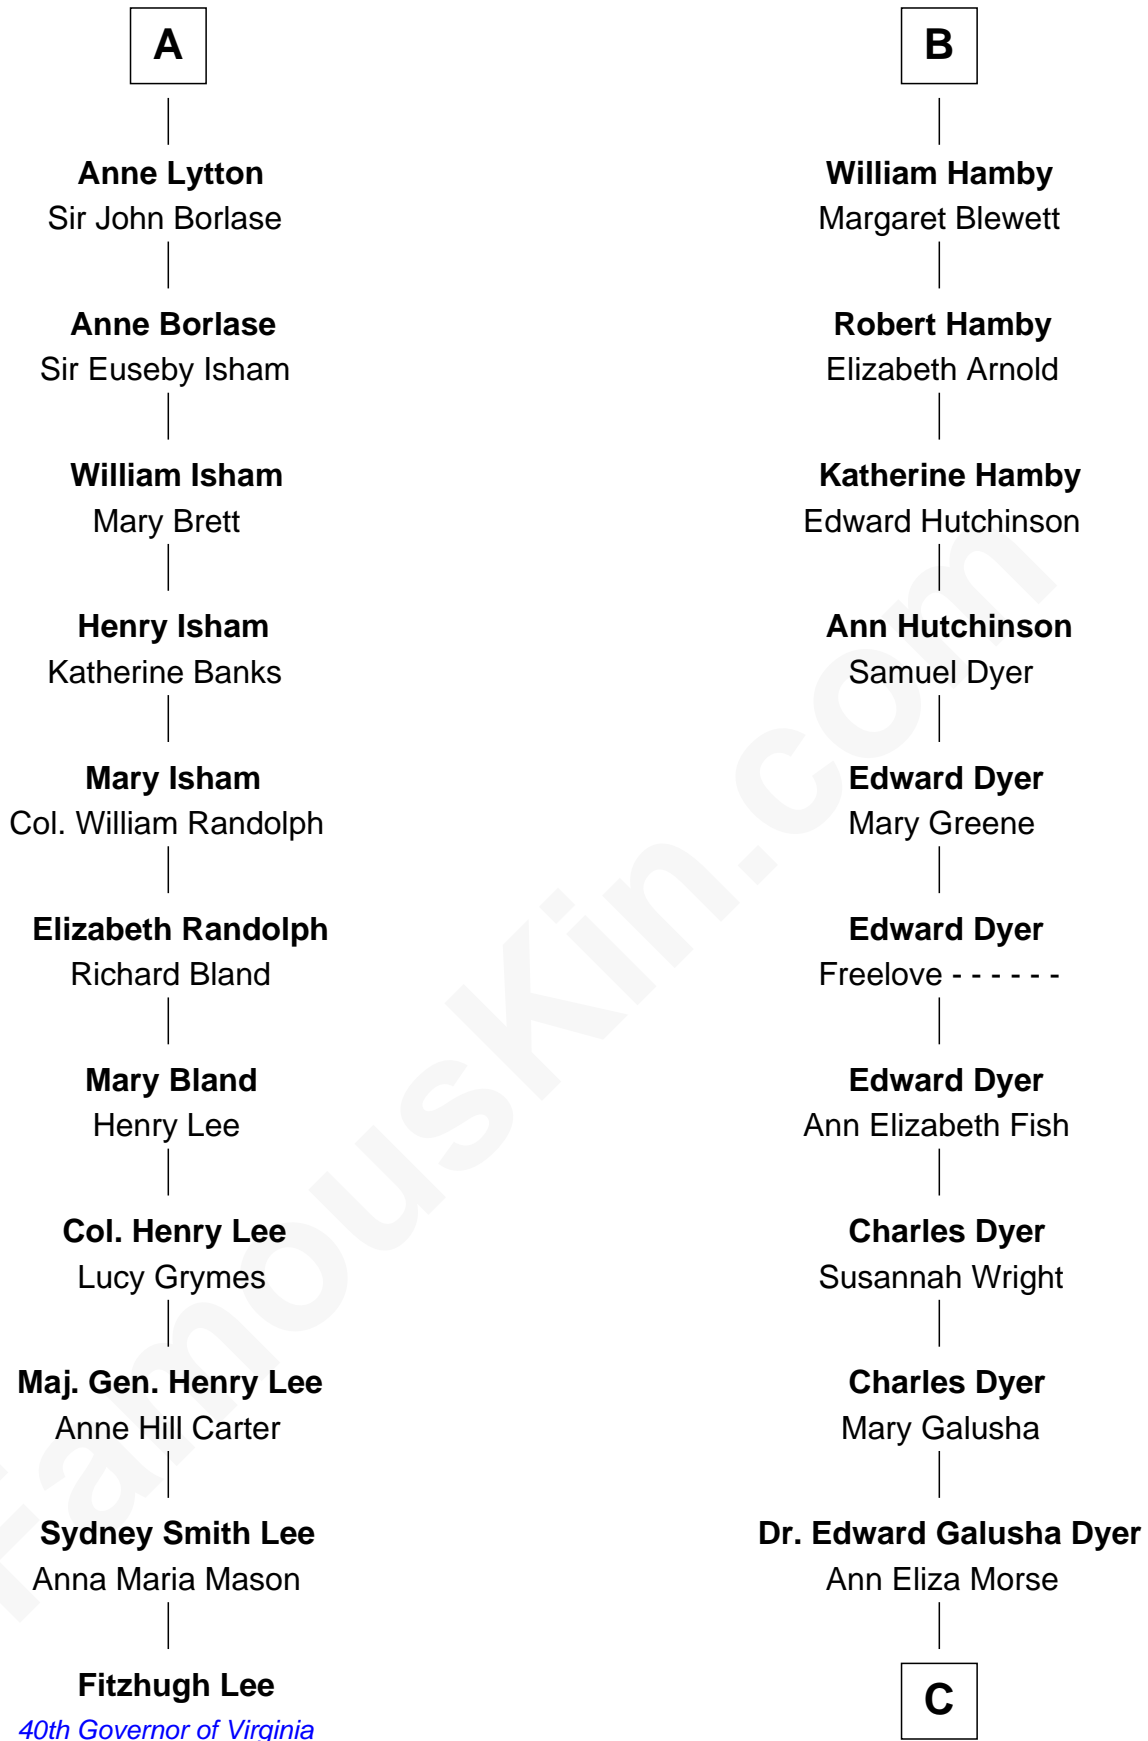 A
Anne Lytton
Sir John Borlase
Anne Borlase
Sir Euseby Isham
William Isham
Mary Brett
Henry Isham
Katherine Banks
Mary Isham
Col. William Randolph
Elizabeth Randolph
Richard Bland
Mary Bland
Henry Lee
Col. Henry Lee
Lucy Grymes
Maj. Gen. Henry Lee
Anne Hill Carter
Sydney Smith Lee
Anna Maria Mason
Fitzhugh Lee
40th Governor of Virginia
B
William Hamby
Margaret Blewett
Robert Hamby
Elizabeth Arnold
Katherine Hamby
Edward Hutchinson
Ann Hutchinson
Samuel Dyer
Edward Dyer
Mary Greene
Edward Dyer
Freelove - - - - - -
Edward Dyer
Ann Elizabeth Fish
Charles Dyer
Susannah Wright
Charles Dyer
Mary Galusha
Dr. Edward Galusha Dyer
Ann Eliza Morse
C
FamousKin.com